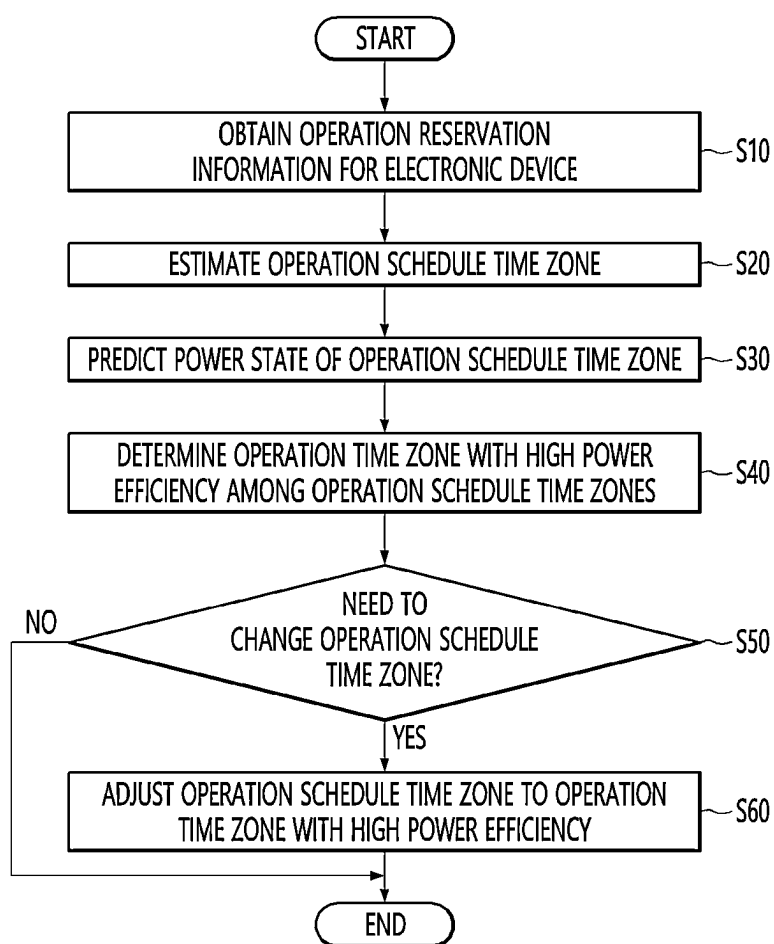 START
OBTAIN OPERATION RESERVATION
INFORMATION FOR ELECTRONIC DEVICE
S10
ESTIMATE OPERATION SCHEDULE TIME ZONE
S20
PREDICT POWER STATE OF OPERATION SCHEDULE TIME ZONE
S30
DETERMINE OPERATION TIME ZONE WITH HIGH POWER
EFFICIENCY AMONG OPERATION SCHEDULE TIME ZONES
S40
NO
NEED TO
CHANGE OPERATION SCHEDULE
TIME ZONE?
S50
YES
ADJUST OPERATION SCHEDULE TIME ZONE TO OPERATION
TIME ZONE WITH HIGH POWER EFFICIENCY
S60
END